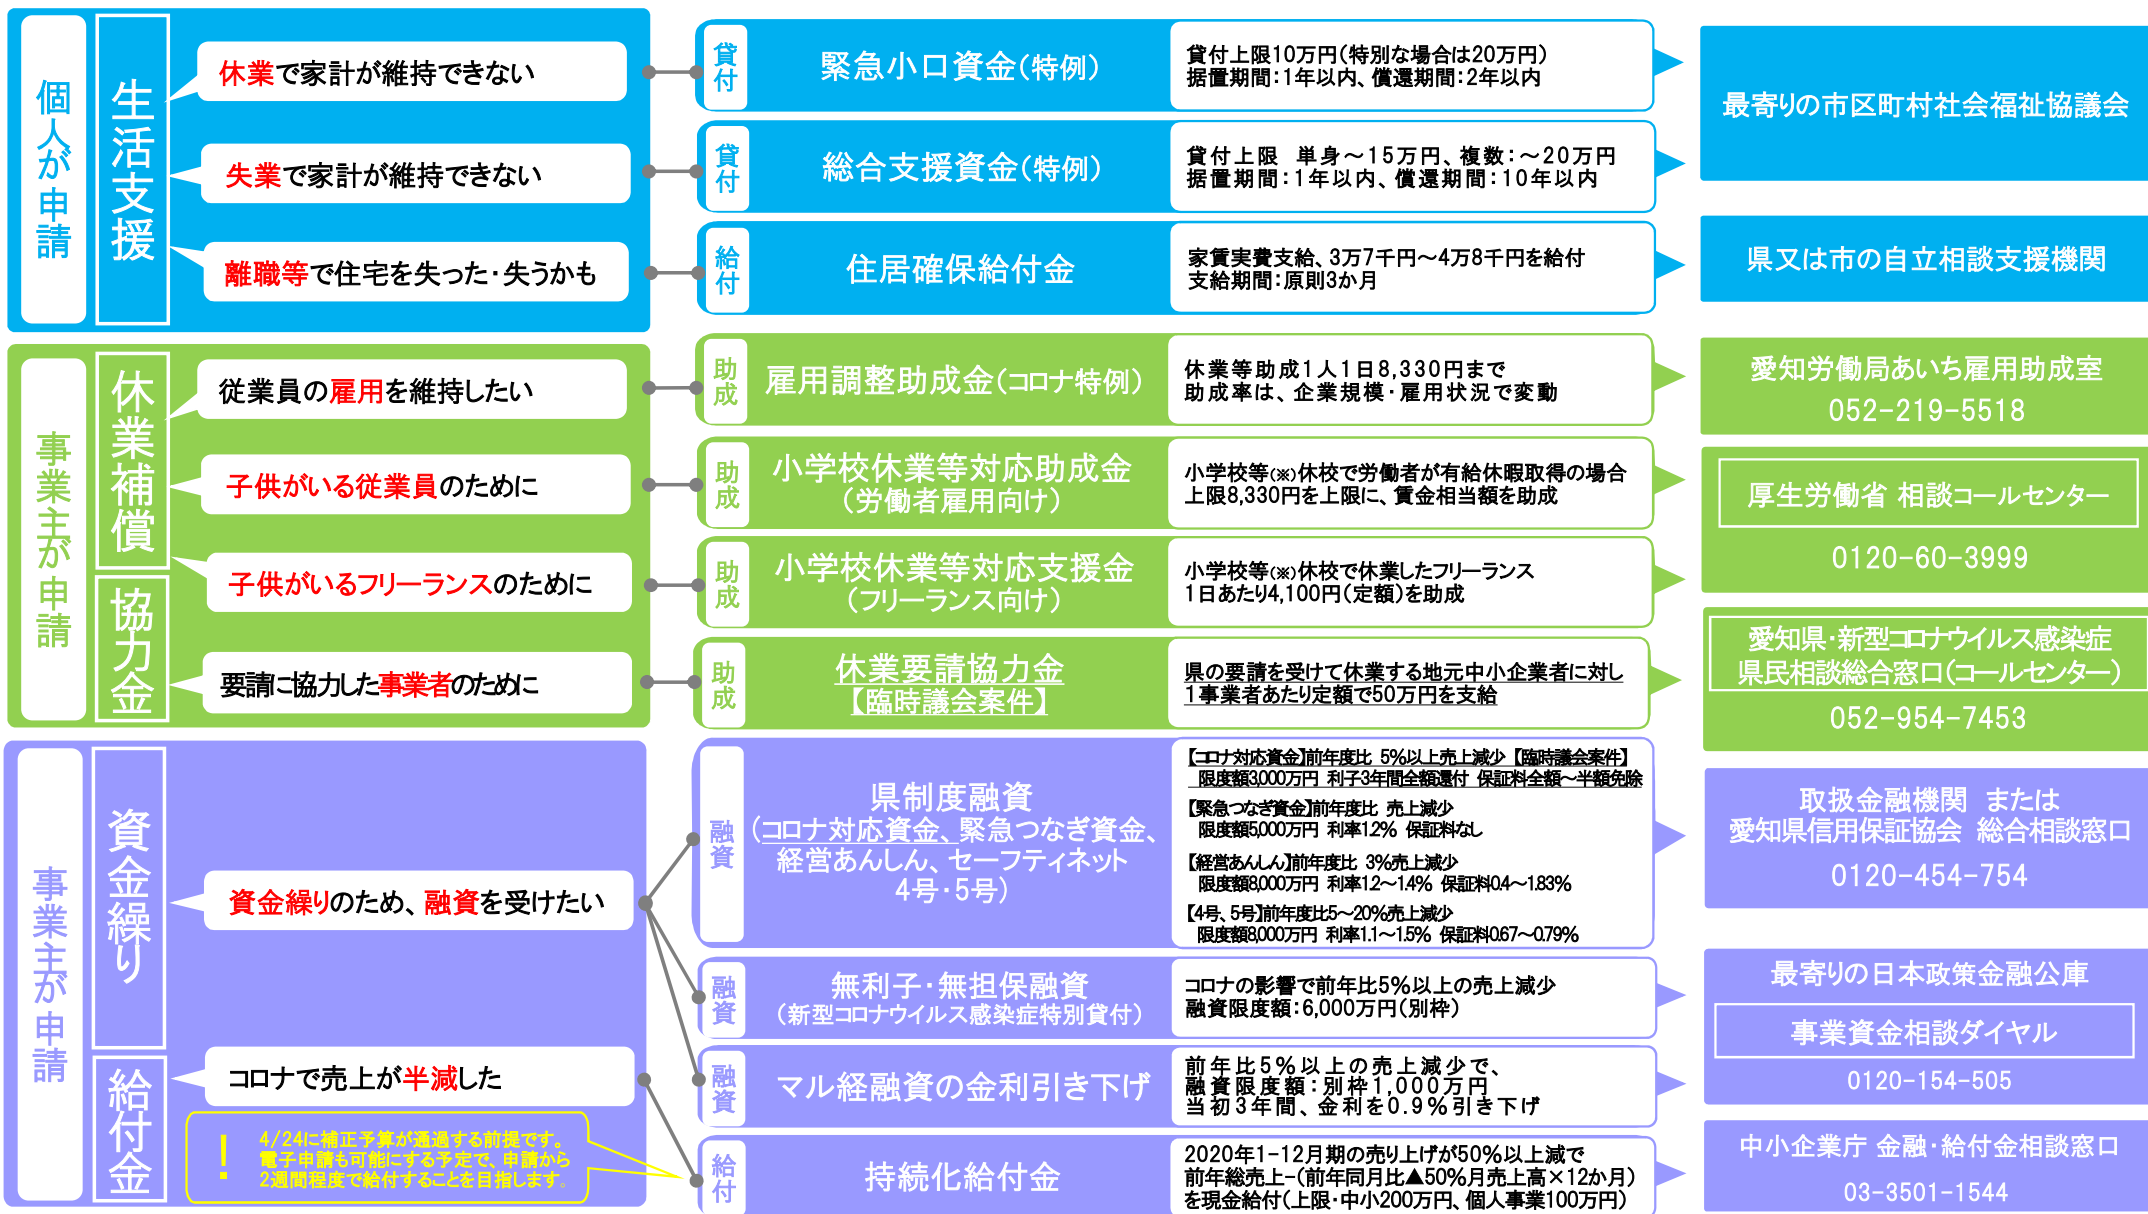 個人が申請
生活支援
休業で家計が維持できない
貸付
緊急小口資金(特例)
貸付上限10万円(特別な場合は20万円)
据置期間:1年以内、償還期間:2年以内
最寄りの市区町村社会福祉協議会
失業で家計が維持できない
貸付
総合支援資金(特例)
貸付上限 単身～15万円、複数:～20万円
据置期間:1年以内、償還期間:10年以内
離職等で住宅を失った・失うかも
給付
住居確保給付金
家賃実費支給、3万7千円～4万8千円を給付
支給期間:原則3か月
県又は市の自立相談支援機関
事業主が申請
休業補償
従業員の雇用を維持したい
助成
雇用調整助成金(コロナ特例)
休業等助成1人1日8,330円まで
助成率は、企業規模・雇用状況で変動
愛知労働局あいち雇用助成室
052-219-5518
子供がいる従業員のために
助成
小学校休業等対応助成金
(労働者雇用向け)
小学校等(※)休校で労働者が有給休暇取得の場合
上限8,330円を上限に、賃金相当額を助成
厚生労働省 相談コールセンター
0120-60-3999
子供がいるフリーランスのために
助成
小学校休業等対応支援金
(フリーランス向け)
小学校等(※)休校で休業したフリーランス
1日あたり4,100円(定額)を助成
協力金
要請に協力した事業者のために
助成
休業要請協力金
【臨時議会案件】
県の要請を受けて休業する地元中小企業者に対し
1事業者あたり定額で50万円を支給
愛知県・新型コロナウイルス感染症
県民相談総合窓口(コールセンター)
052-954-7453
事業主が申請
資金繰り
資金繰りのため、融資を受けたい
融資
県制度融資
(コロナ対応資金、緊急つなぎ資金、
経営あんしん、セーフティネット
4号・5号)
【コロナ対応資金】前年度比 5%以上売上減少 【臨時議会案件】
限度額3,000万円 利子3年間全額還付 保証料全額～半額免除
【緊急つなぎ資金】前年度比 売上減少
限度額5,000万円 利率1.2% 保証料なし
【経営あんしん】前年度比 3%売上減少
限度額8,000万円 利率1.2～1.4% 保証料0.4～1.83%
【4号、5号】前年度比5～20%売上減少
限度額8,000万円 利率1.1～1.5% 保証料0.67～0.79%
取扱金融機関 または
愛知県信用保証協会 総合相談窓口
0120-454-754
融資
無利子・無担保融資
(新型コロナウイルス感染症特別貸付)
コロナの影響で前年比5%以上の売上減少
融資限度額:6,000万円(別枠)
最寄りの日本政策金融公庫
事業資金相談ダイヤル
0120-154-505
融資
マル経融資の金利引き下げ
前年比5%以上の売上減少で、
融資限度額:別枠1,000万円
当初3年間、金利を0.9%引き下げ
給付金
コロナで売上が半減した
!
4/24に補正予算が通過する前提です。
電子申請も可能にする予定で、申請から
2週間程度で給付することを目指します。
給付
持続化給付金
2020年1-12月期の売り上げが50%以上減で
前年総売上-(前年同月比▲50%月売上高×12か月)
を現金給付(上限・中小200万円、個人事業100万円)
中小企業庁 金融・給付金相談窓口
03-3501-1544